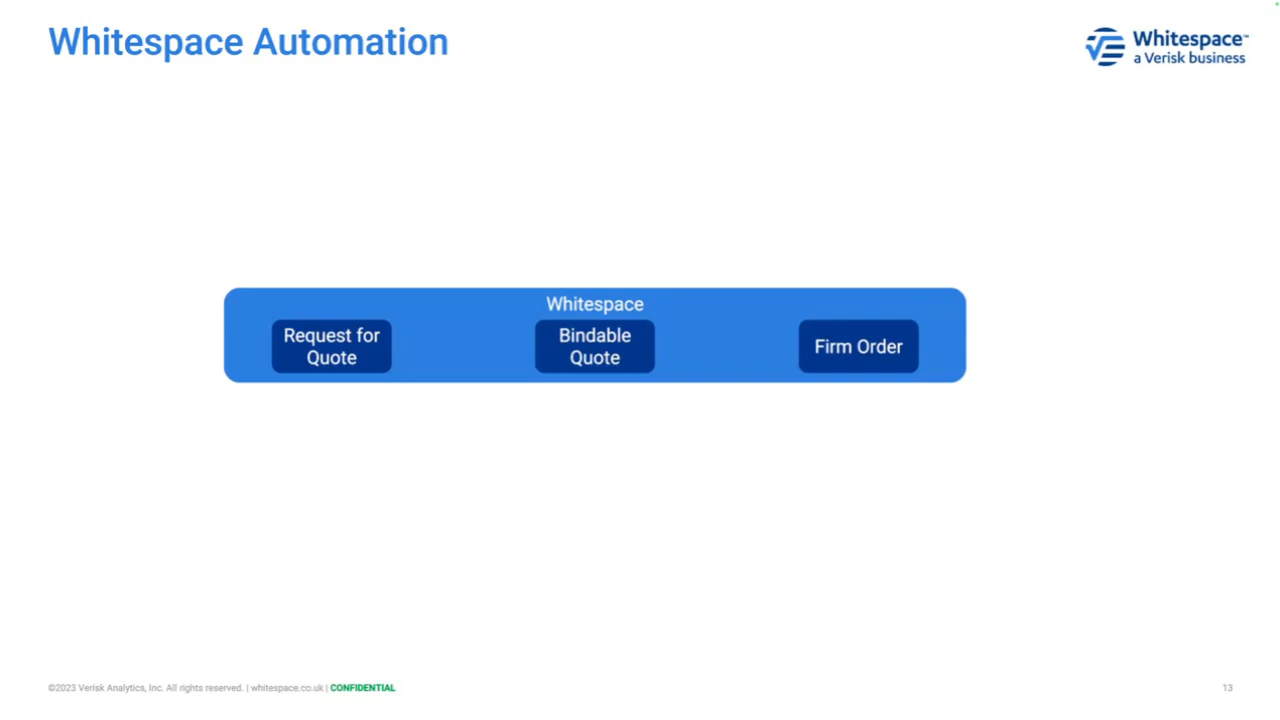 Whitespace Automation
Whitespace™
a Verisk business
Whitespace
Request for
Quote
Bindable
Quote
Firm Order
©2023 Verisk Analytics, Inc. All rights reserved. | whitespace.co.uk | CONFIDENTIAL
13